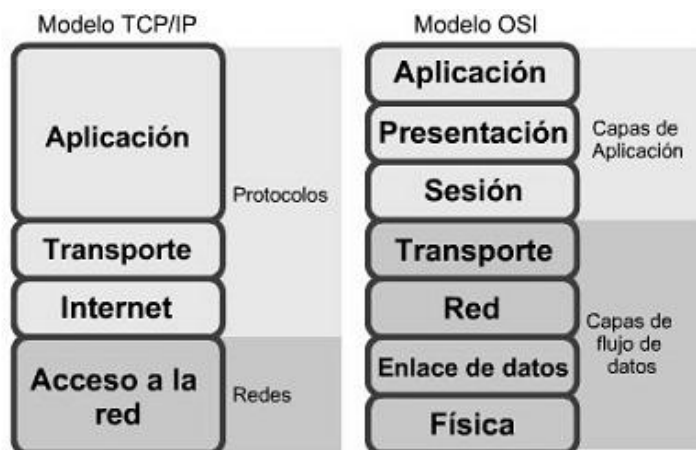 Modelo TCP/IP
Aplicación
Transporte
Internet
Acceso a la
red
Protocolos
Redes
Modelo OSI
Aplicación
Presentación
Sesión
Transporte
Red
Enlace de datos
Física
Capas de
Aplicación
Capas de
flujo de
datos